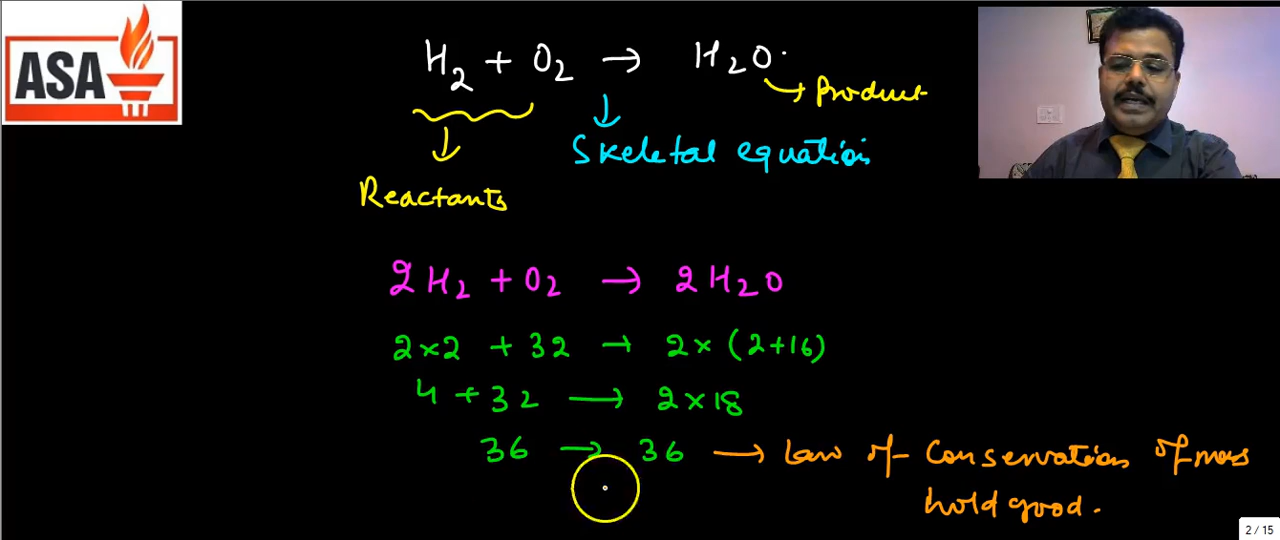 ASA
H₂ + O₂ → H₂O.
Product
Skeletal equation
Reactants
2H₂ + O₂ → 2H₂O
2×2 + 32 → 2×(2+16)
4 + 32 → 2×18
36 → 36 → Law of Conservation of mass
hold good.
2 / 15